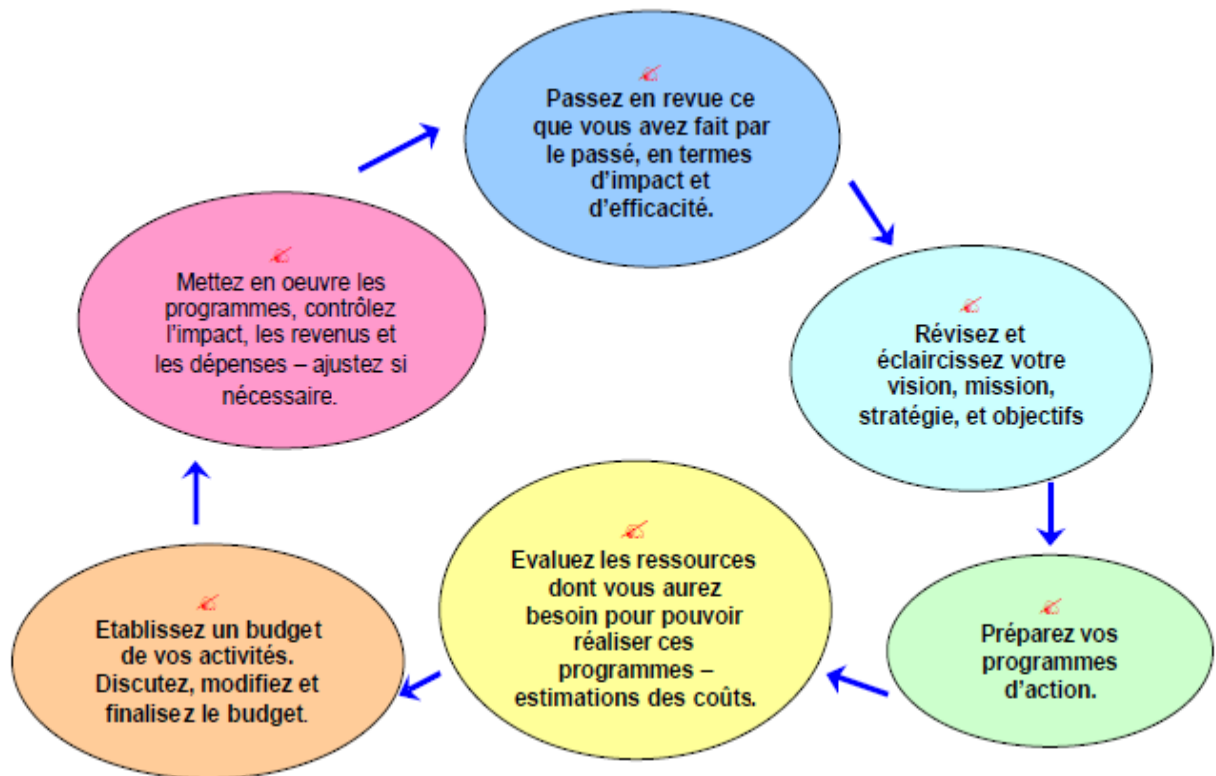 Passez en revue ce
que vous avez fait par
le passé, en termes
d'impact et
d'efficacité.
Révisez et
éclaircissez votre
vision, mission,
stratégie, et objectifs
Préparez vos
programmes
d'action.
Evaluez les ressources
dont vous aurez
besoin pour pouvoir
réaliser ces
programmes –
estimations des coûts.
Etablissez un budget
de vos activités.
Discutez, modifiez et
finalisez le budget.
Mettez en oeuvre les
programmes, contrôlez
l'impact, les revenus et
les dépenses – ajustez si
nécessaire.